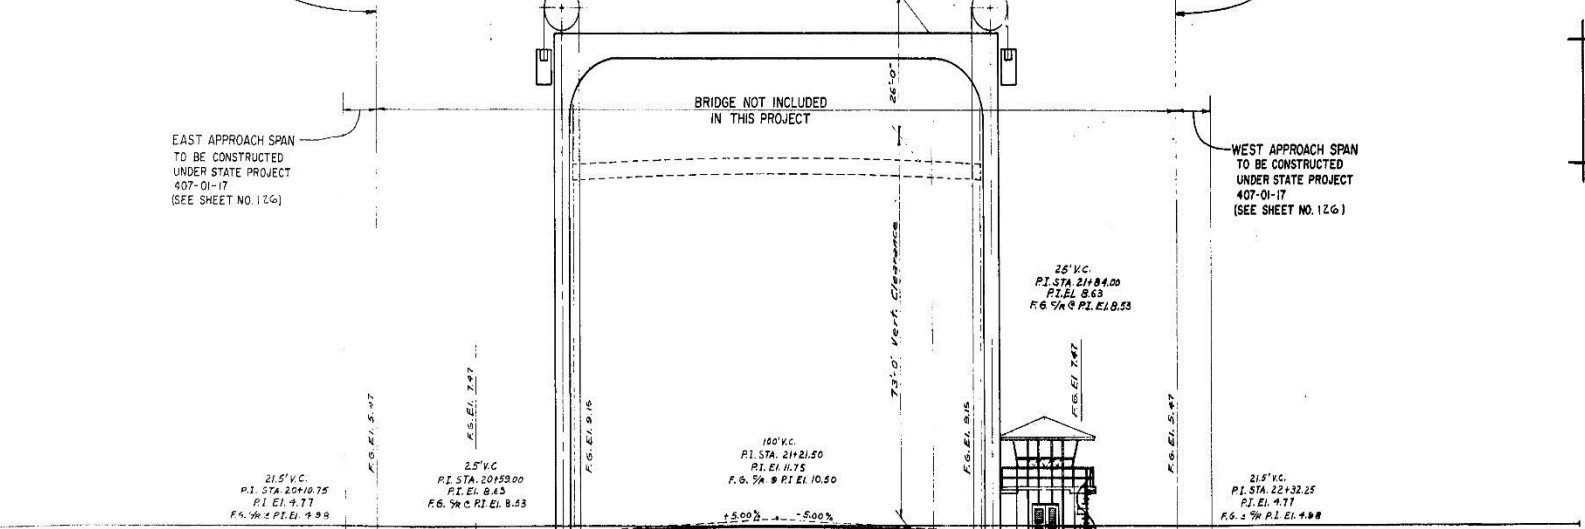 26'-0"
BRIDGE NOT INCLUDED
IN THIS PROJECT
EAST APPROACH SPAN
TO BE CONSTRUCTED
UNDER STATE PROJECT
407-01-17
(SEE SHEET NO. 126)
WEST APPROACH SPAN
TO BE CONSTRUCTED
UNDER STATE PROJECT
407-01-17
(SEE SHEET NO. 126)
73'-0" Vert. Clearance
25' V.C.
P.I. STA. 21+84.00
P.I. EL 8.63
F.G. @ P.I. El. 8.53
F.G. El. 5.47
F.G. El. 7.47
F.G. El. 9.15
F.G. El. 9.15
F.G. El 7.47
F.G. El. 5.47
21.5' V.C.
P.I. STA. 20+10.75
P.I El. 4.77
F.G. P.I. El. 4.98
25' V.C
P.I. STA. 20+59.00
P.I. El. 8.63
F.G. P.I. El. 8.53
100' V.C.
P.I. STA. 21+21.50
P.I. El. 11.75
F.G. @ P.I El. 10.50
+5.00% -5.00%
21.5' V.C.
P.I. STA. 22+32.25
P.I. El. 4.77
F.G. P.I. El. 4.98